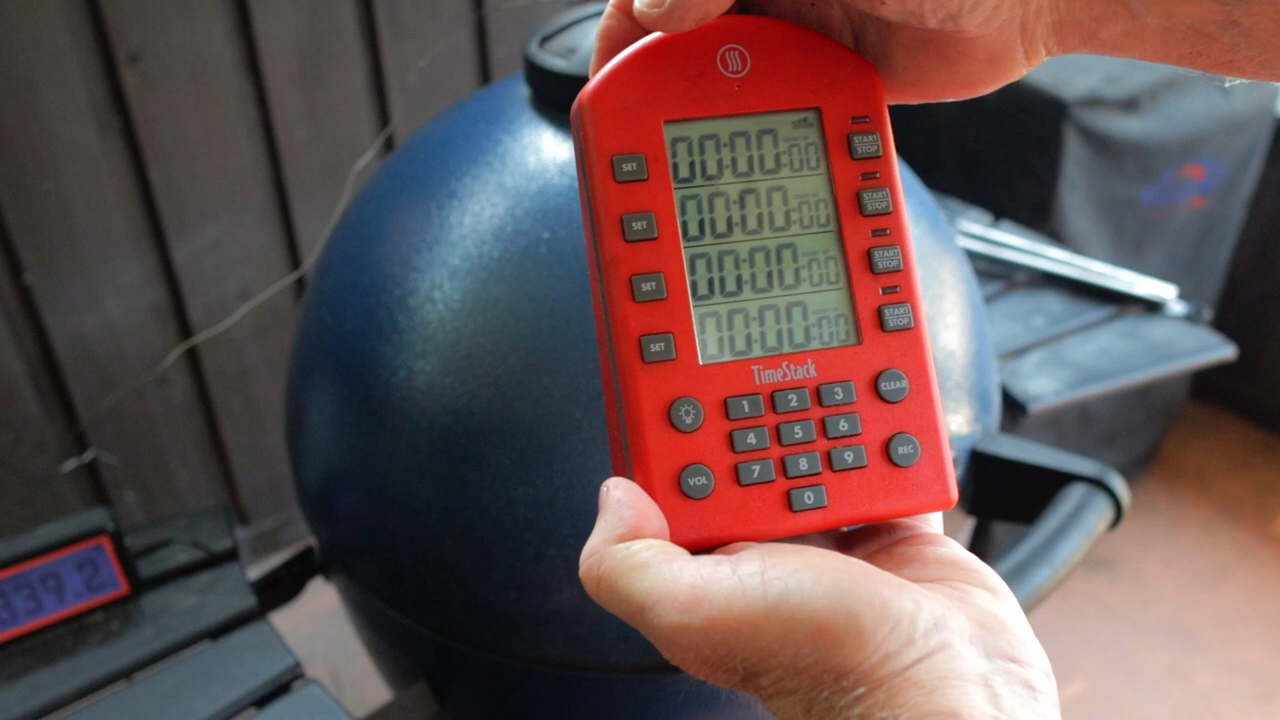 00:00:00
SET
START
STOP
00:00:00
SET
START
STOP
00:00:00
SET
START
STOP
00:00:00
SET
START
STOP
TimeStack
1 2 3 CLEAR
4 5 6
7 8 9 REC
VOL
0
339.2